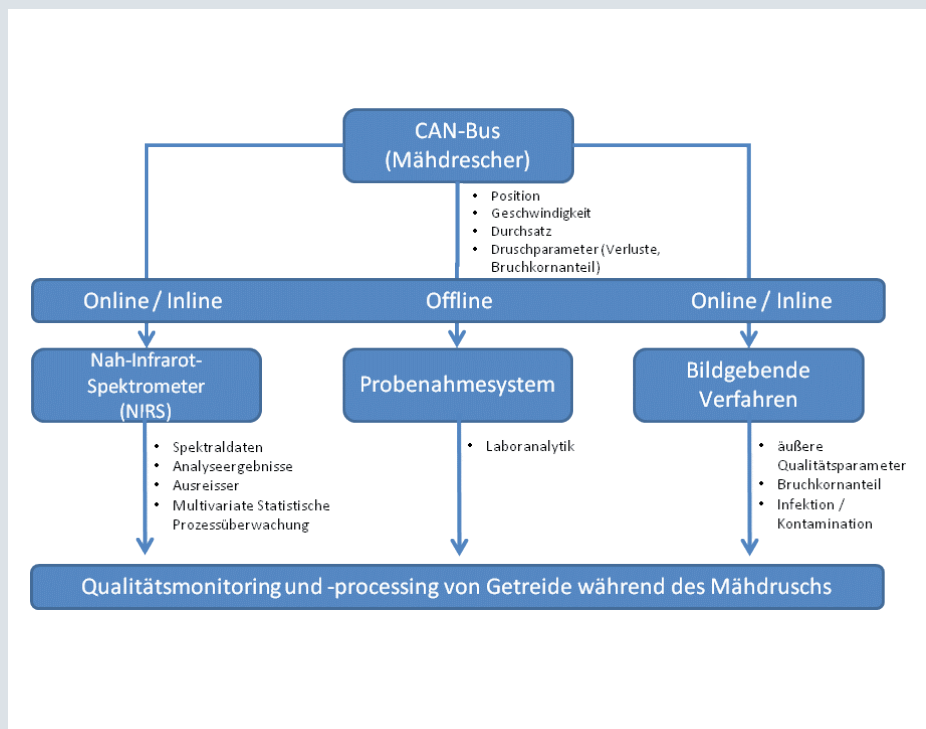 CAN-Bus
(Mähdrescher)
• Position
• Geschwindigkeit
• Durchsatz
• Druschparameter (Verluste,
Bruchkornanteil)
Online / Inline
Offline
Online / Inline
Nah-Infrarot-
Spektrometer
(NIRS)
Probenahmesystem
Bildgebende
Verfahren
• Spektraldaten
• Analyseergebnisse
• Ausreisser
• Multivariate Statistische
Prozessüberwachung
• Laboranalytik
• äußere
Qualitätsparameter
• Bruchkornanteil
• Infektion /
Kontamination
Qualitätsmonitoring und -processing von Getreide während des Mähdruschs